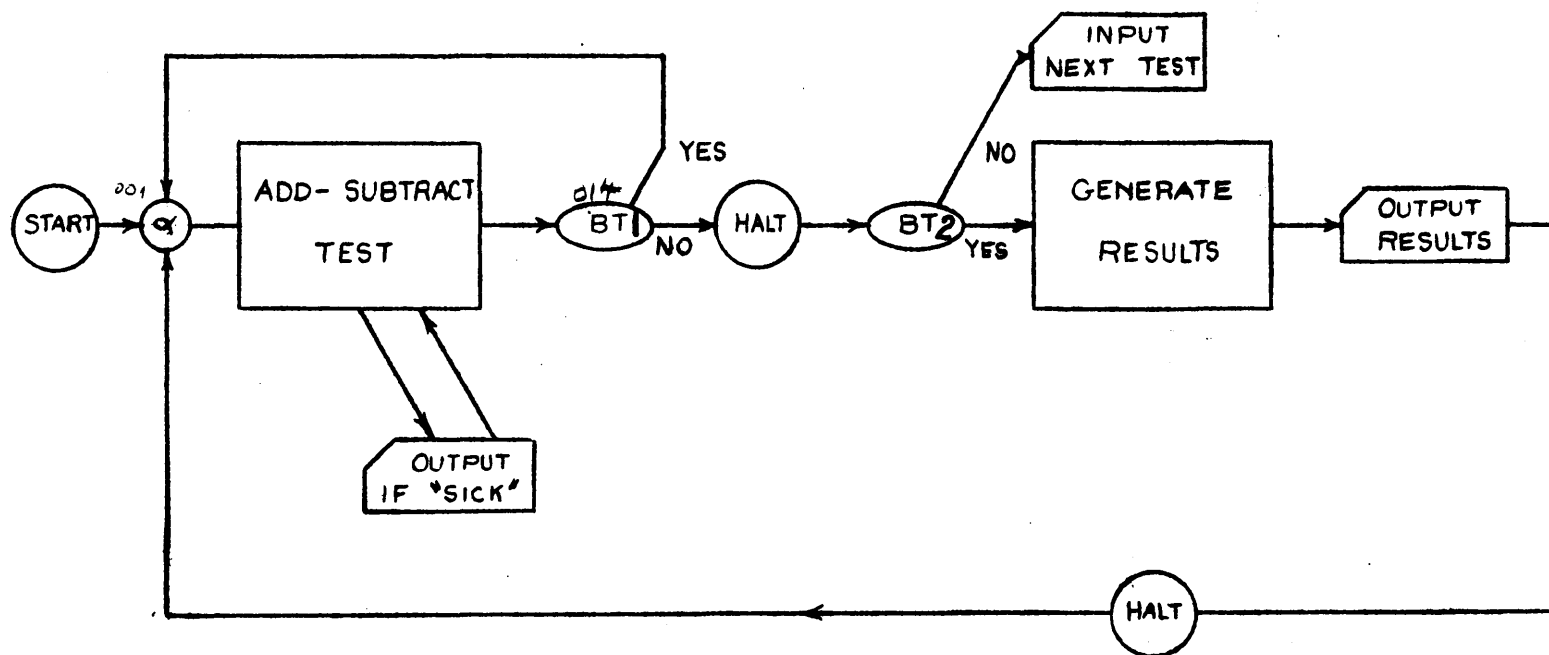 INPUT
NEXT TEST
YES
NO
001
START
α
ADD-SUBTRACT
TEST
014
BT1
NO
HALT
BT2
YES
GENERATE
RESULTS
OUTPUT
RESULTS
OUTPUT
IF "SICK"
HALT